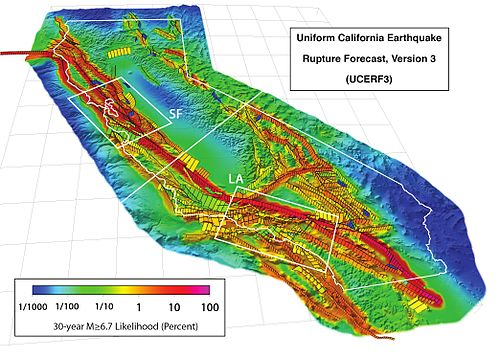 Uniform California Earthquake
Rupture Forecast, Version 3
(UCERF3)
SF
LA
1/1000 1/100 1/10 1 10 100
30-year M≥6.7 Likelihood (Percent)